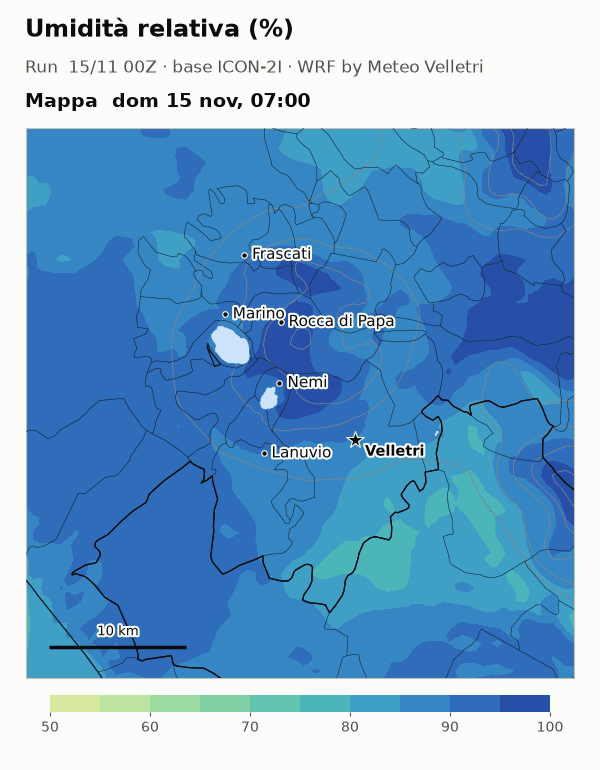 Umidità relativa (%)
Run  15/11 00Z · base ICON-2I · WRF by Meteo Velletri
Mappa  dom 15 nov, 07:00
Frascati
Marino
Rocca di Papa
Nemi
Velletri
Lanuvio
10 km
50 60 70 80 90 100